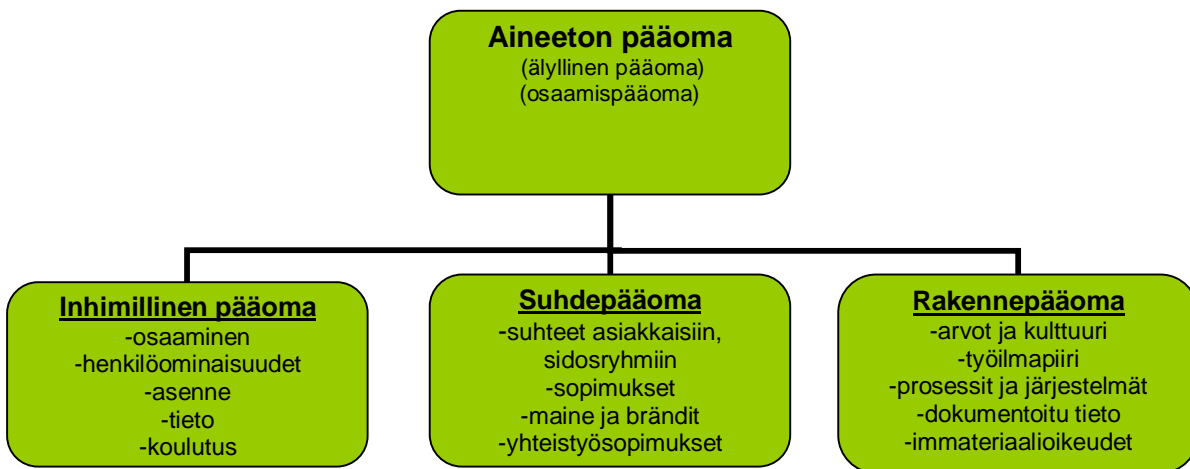 Aineeton pääoma
(älyllinen pääoma)
(osaamispääoma)
Inhimillinen pääoma
-osaaminen
-henkilöominaisuudet
-asenne
-tieto
-koulutus
Suhdepääoma
-suhteet asiakkaisiin,
sidosryhmiin
-sopimukset
-maine ja brändit
-yhteistyösopimukset
Rakennepääoma
-arvot ja kulttuuri
-työilmapiiri
-prosessit ja järjestelmät
-dokumentoitu tieto
-immateriaalioikeudet